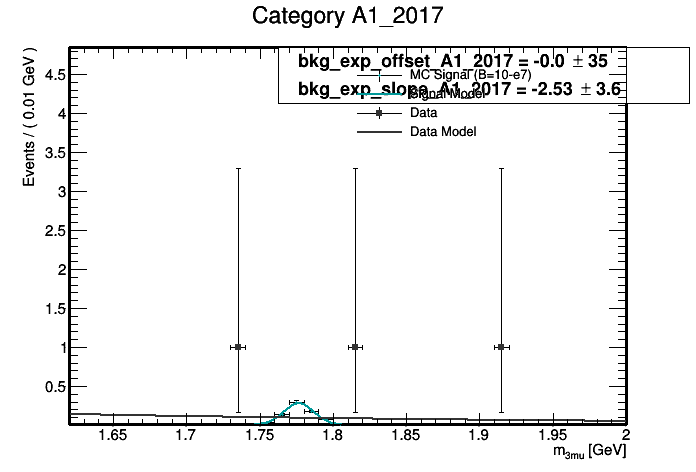 Category A1_2017
bkg_exp_offset_A1_2017 = -0.0 ± 35
MC Signal (B=10-e7)
Signal Model
bkg_exp_slope_A1_2017 = -2.53 ± 3.6
Data
Data Model
Events / ( 0.01 GeV )
4.5
4
3.5
3
2.5
2
1.5
1
0.5
1.65 1.7 1.75 1.8 1.85 1.9 1.95 2
m3mu [GeV]